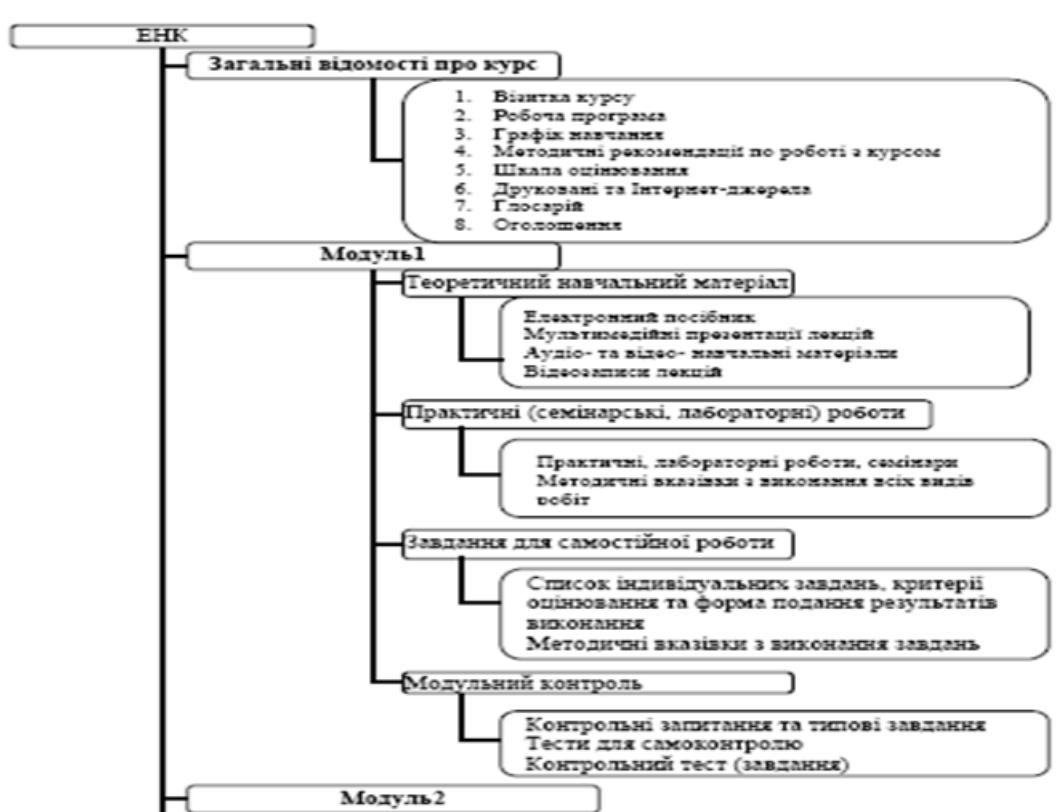 ЕНК
Загальні відомості про курс
1. Візитка курсу
2. Робоча програма
3. Графік навчання
4. Методичні рекомендації по роботі з курсом
5. Шкала оцінювання
6. Друковані та Інтернет-джерела
7. Глосарій
8. Оголошення
Модуль1
Теоретичний навчальний матеріал
Електронний посібник
Мультимедійні презентації лекцій
Аудіо- та відео- навчальні матеріали
Відеозаписи лекцій
Практичні (семінарські, лабораторні) роботи
Практичні, лабораторні роботи, семінари
Методичні вказівки з виконання всіх видів
робіт
Завдання для самостійної роботи
Список індивідуальних завдань, критерії
оцінювання та форма подання результатів
виконання
Методичні вказівки з виконання завдань
Модульний контроль
Контрольні запитання та типові завдання
Тести для самоконтролю
Контрольний тест (завдання)
Модуль2